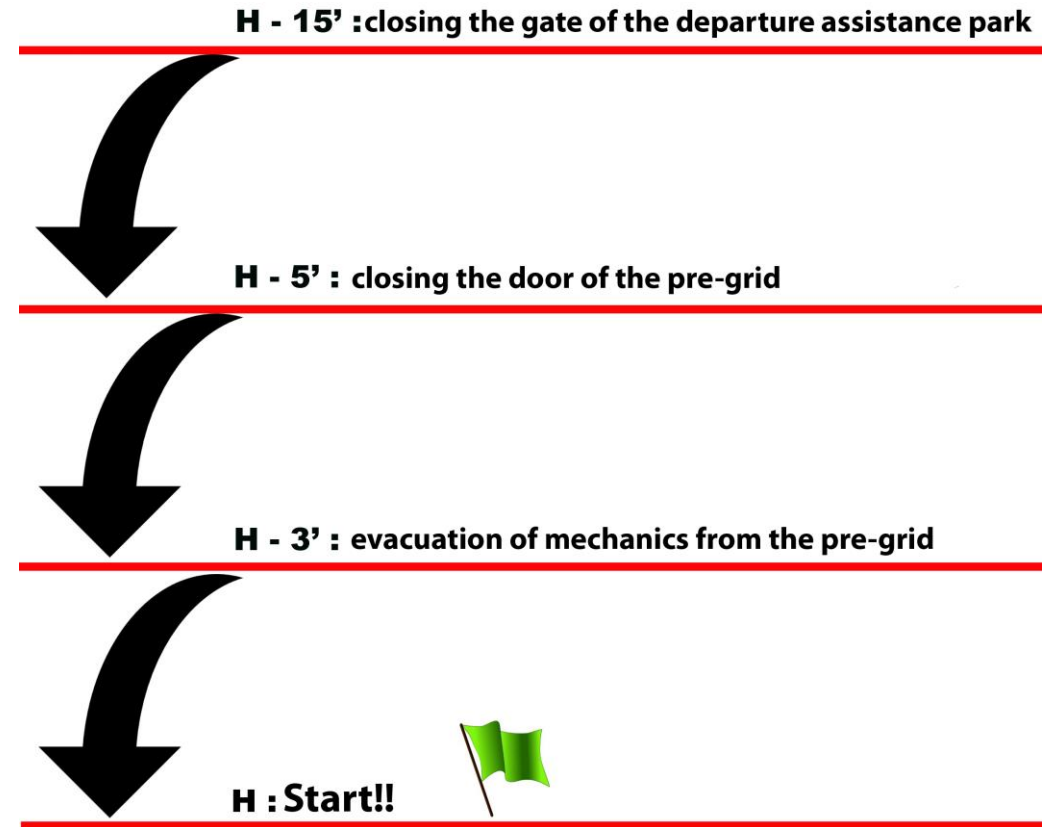 H - 15’ :closing the gate of the departure assistance park
H - 5’ : closing the door of the pre-grid
H - 3’ : evacuation of mechanics from the pre-grid
H : Start!!